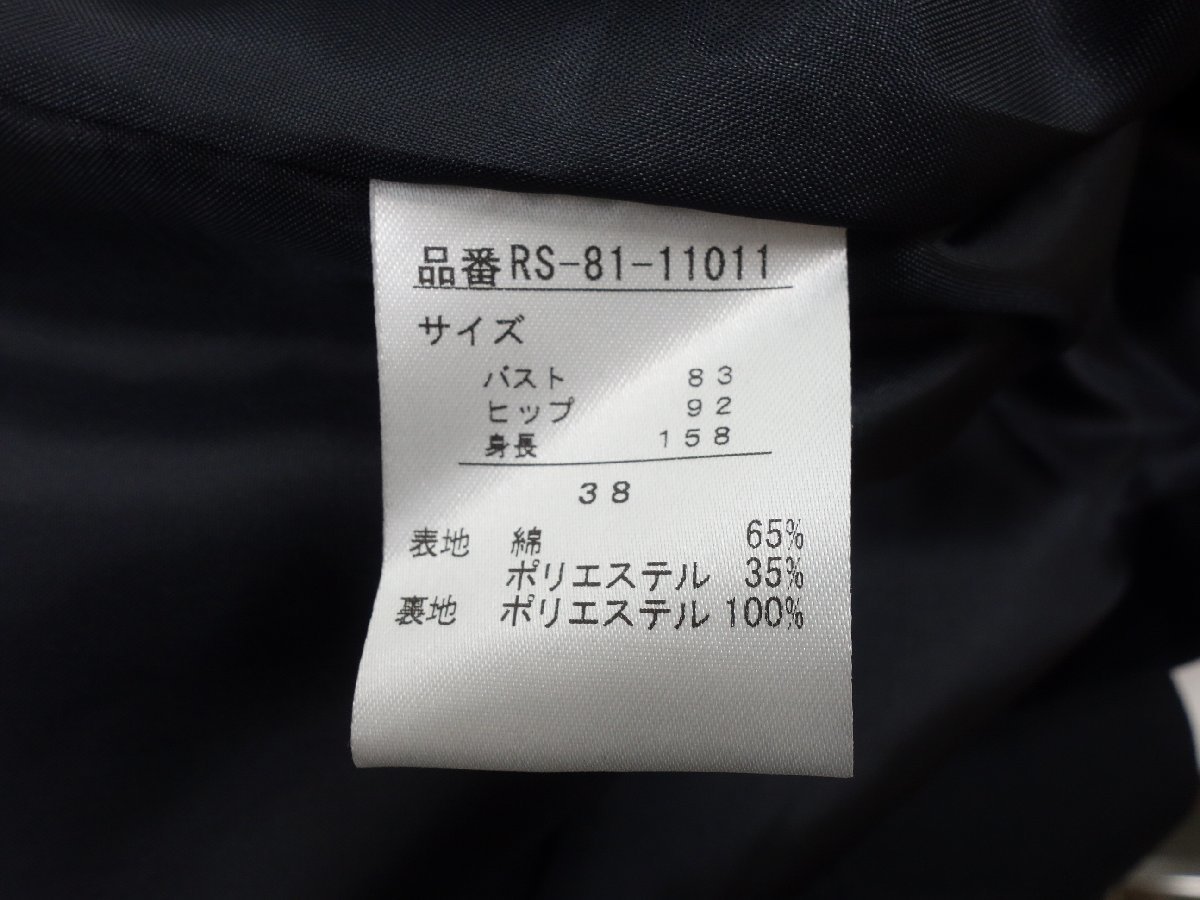 品番RS-81-11011
サイズ
バスト 83
ヒップ 92
身長 158
38
表地 綿 65%
ポリエステル 35%
裏地 ポリエステル 100%